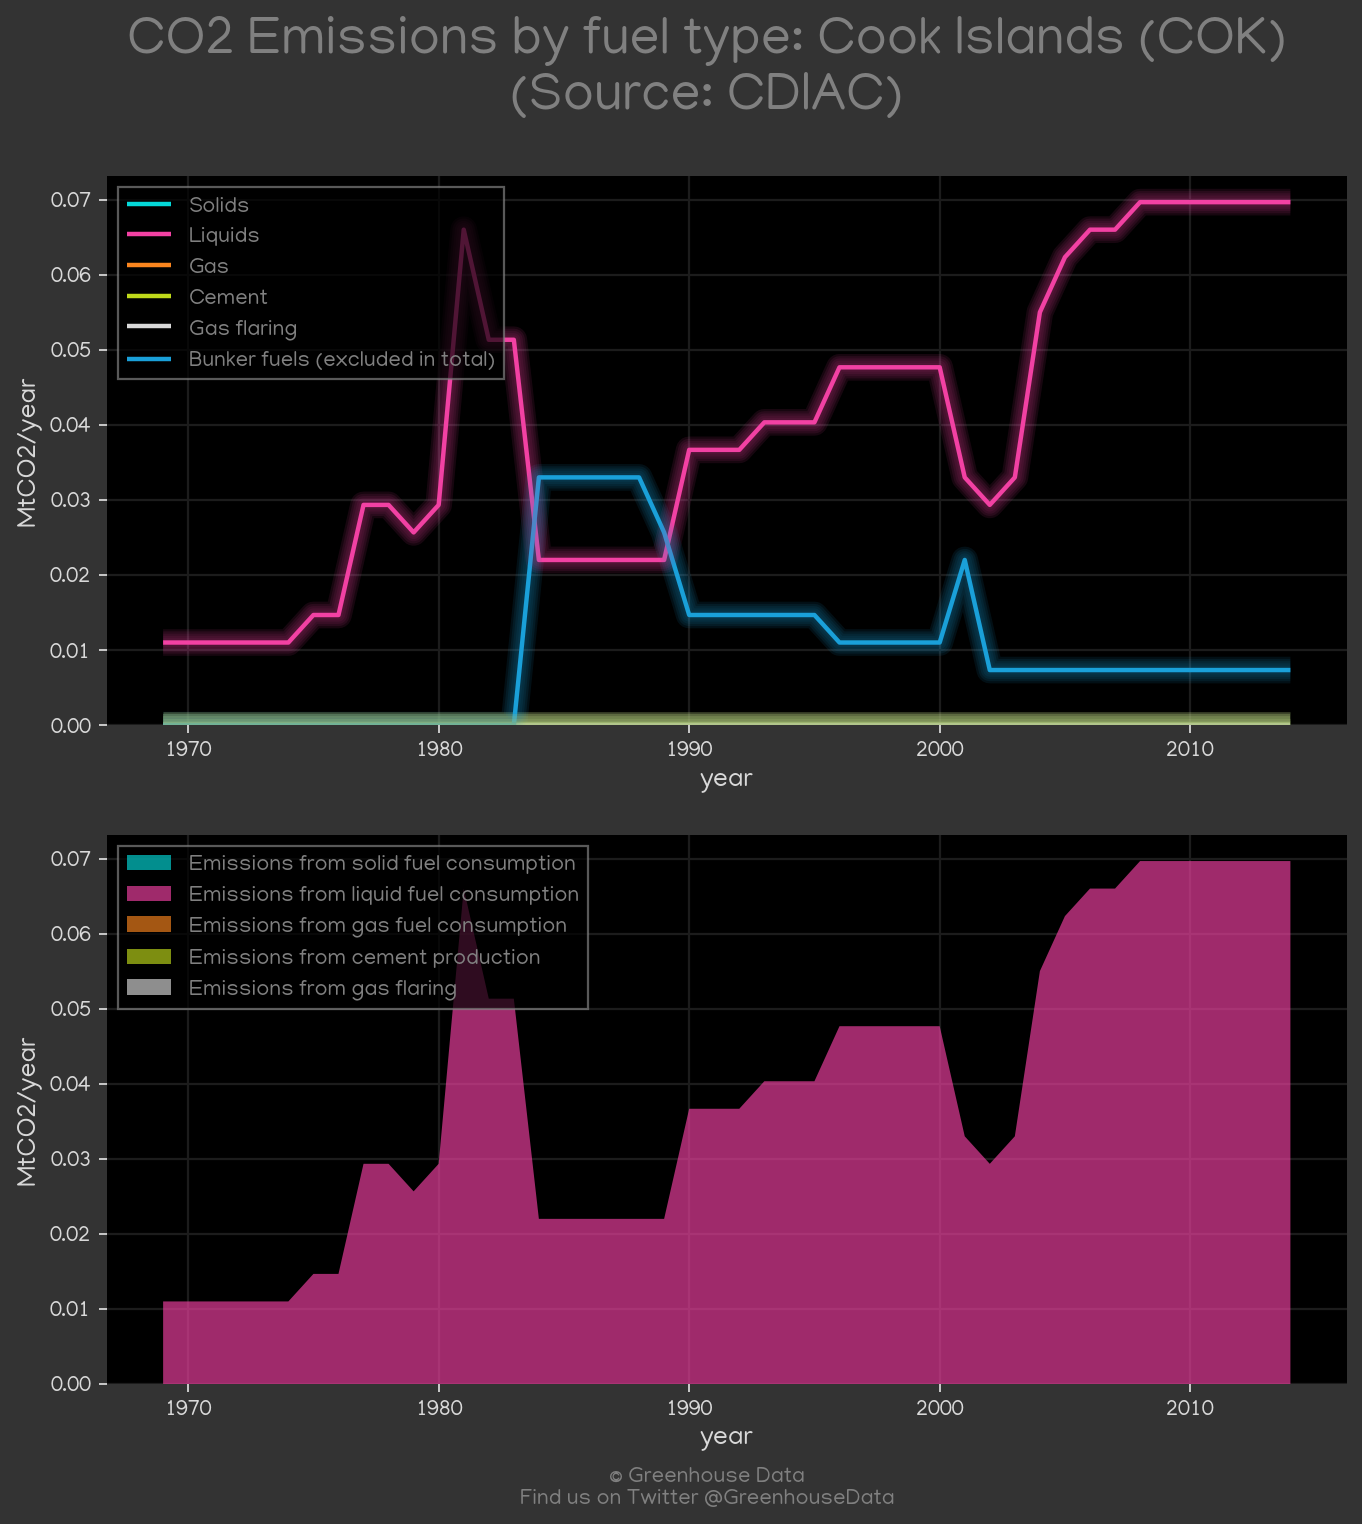 CO2 Emissions by fuel type: Cook Islands (COK)
(Source: CDIAC)
0.07
0.06
0.05
0.04
0.03
0.02
0.01
0.00
MtCO2/year
Solids
Liquids
Gas
Cement
Gas flaring
Bunker fuels (excluded in total)
1970 1980 1990 2000 2010
year
0.07
0.06
0.05
0.04
0.03
0.02
0.01
0.00
MtCO2/year
Emissions from solid fuel consumption
Emissions from liquid fuel consumption
Emissions from gas fuel consumption
Emissions from cement production
Emissions from gas flaring
1970 1980 1990 2000 2010
year
© Greenhouse Data
Find us on Twitter @GreenhouseData